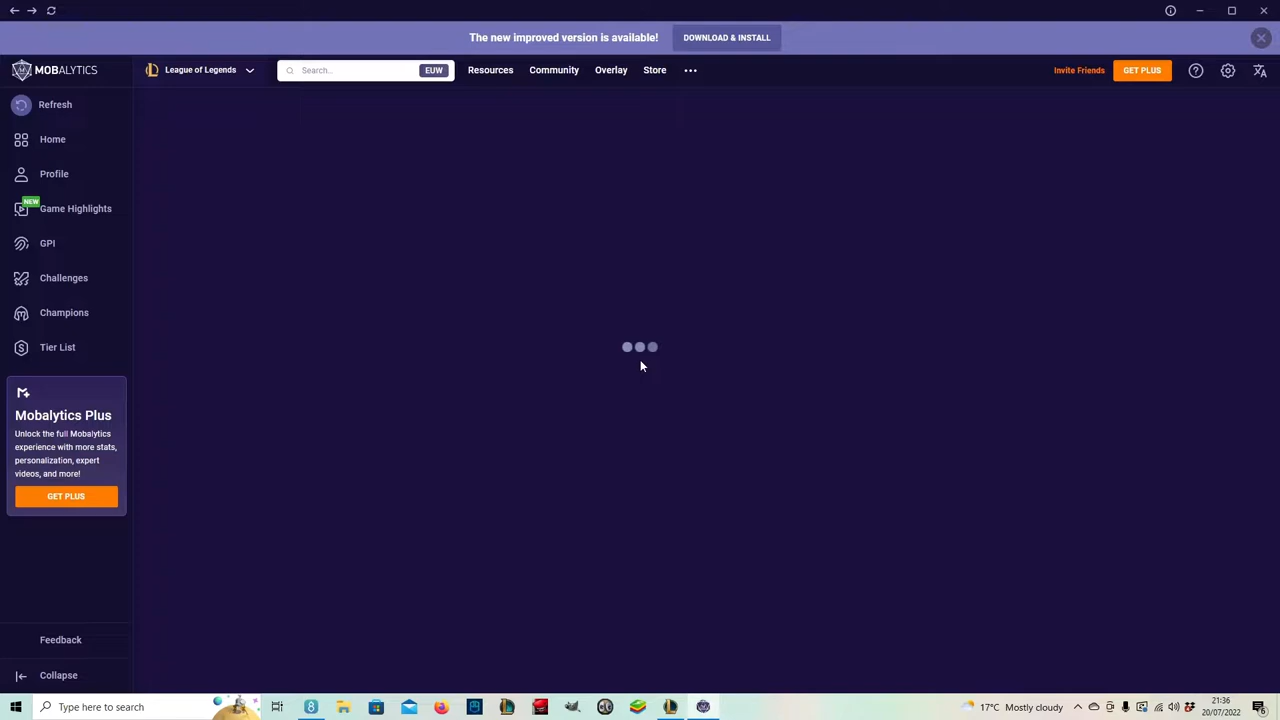 The new improved version is available!
DOWNLOAD & INSTALL
MOBALYTICS
League of Legends
Search...
EUW
Resources
Community
Overlay
Store
Invite Friends
GET PLUS
Refresh
Home
Profile
NEW
Game Highlights
GPI
Challenges
Champions
Tier List
Mobalytics Plus
Unlock the full Mobalytics
experience with more stats,
personalization, expert
videos, and more!
GET PLUS
Feedback
Collapse
Type here to search
17°C Mostly cloudy
21:36
20/07/2022
6